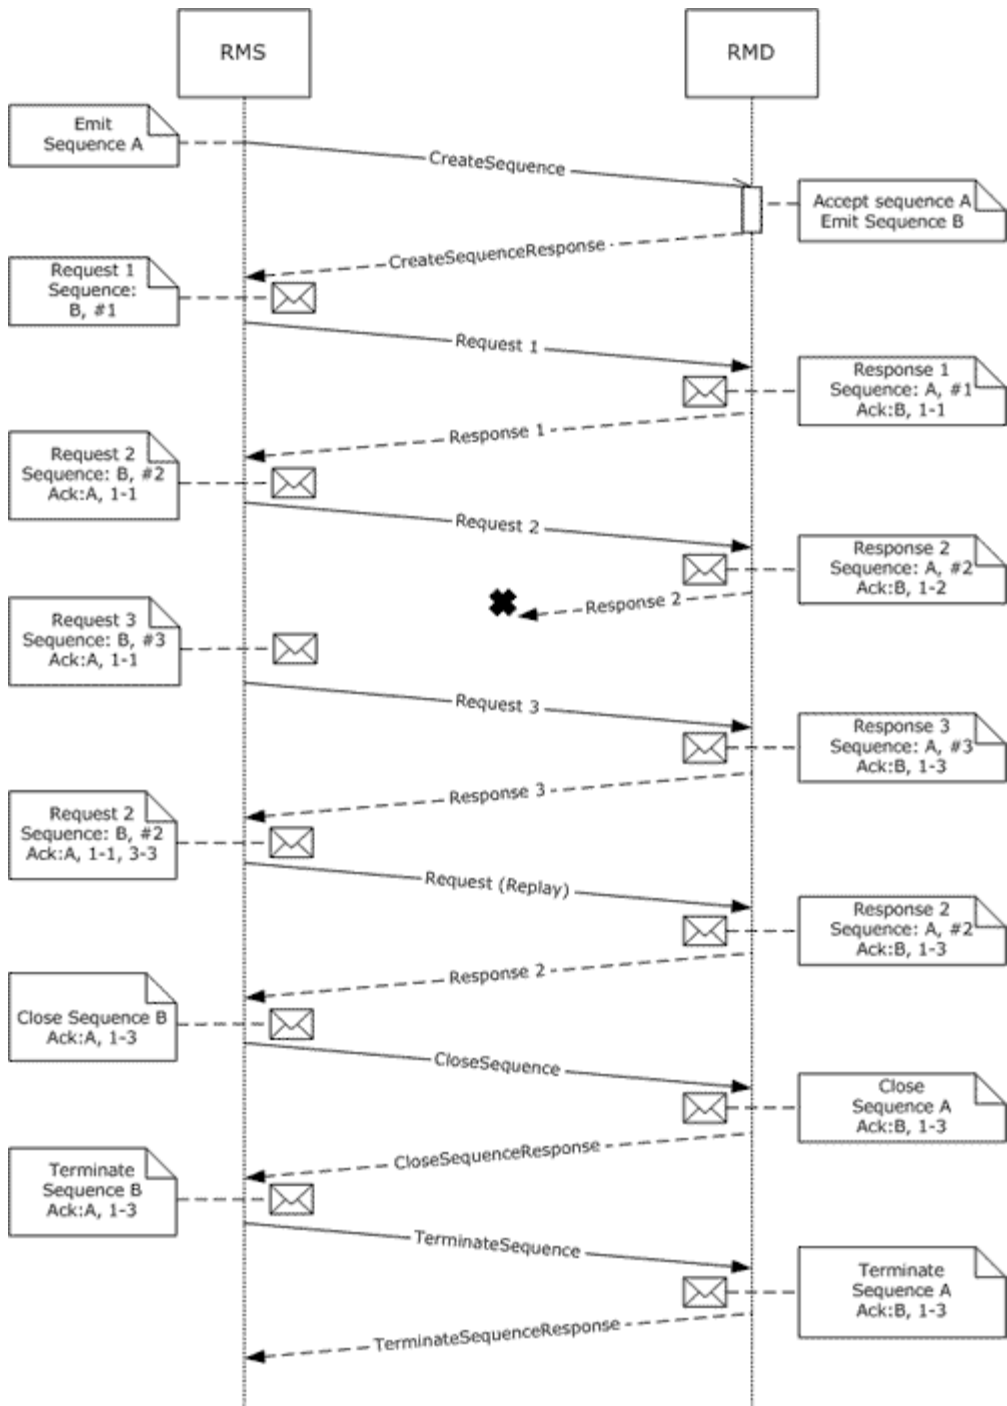 RMS
RMD
Emit
Sequence A
CreateSequence
Accept sequence A
Emit Sequence B
CreateSequenceResponse
Request 1
Sequence:
B, #1
Request 1
Response 1
Sequence: A, #1
Ack:B, 1-1
Response 1
Request 2
Sequence: B, #2
Ack:A, 1-1
Request 2
Response 2
Sequence: A, #2
Ack:B, 1-2
Response 2
Request 3
Sequence: B, #3
Ack:A, 1-1
Request 3
Response 3
Sequence: A, #3
Ack:B, 1-3
Response 3
Request 2
Sequence: B, #2
Ack:A, 1-1, 3-3
Request (Replay)
Response 2
Sequence: A, #2
Ack:B, 1-3
Response 2
Close Sequence B
Ack:A, 1-3
CloseSequence
Close
Sequence A
Ack:B, 1-3
CloseSequenceResponse
Terminate
Sequence B
Ack:A, 1-3
TerminateSequence
Terminate
Sequence A
Ack:B, 1-3
TerminateSequenceResponse